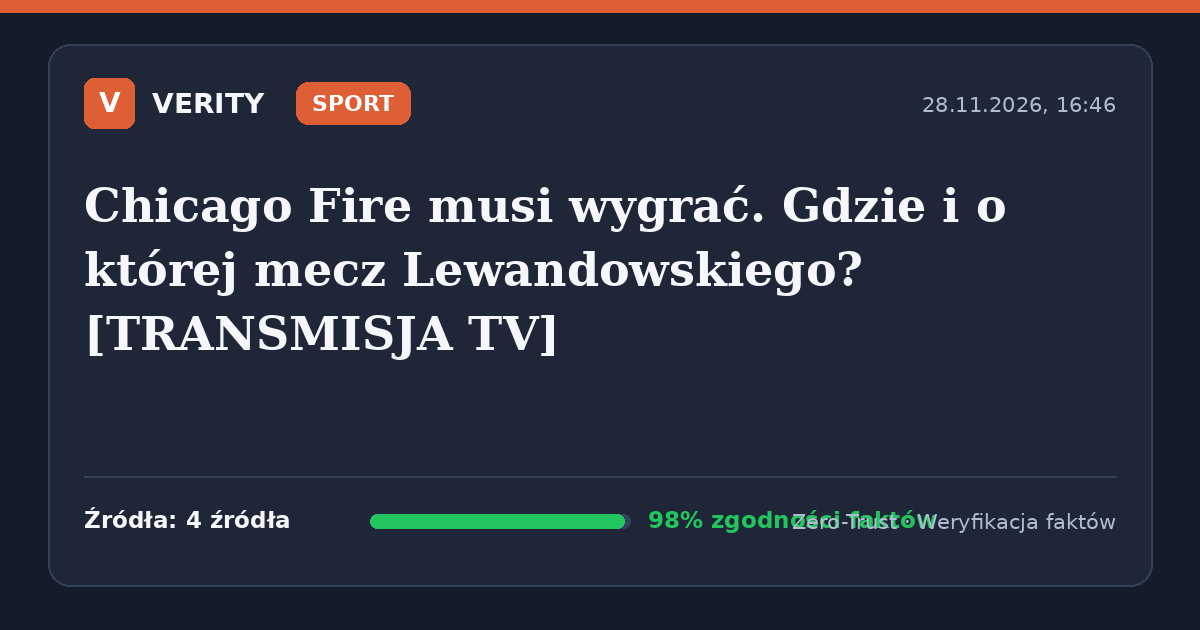 V VERITY SPORT 28.11.2026, 16:46
Chicago Fire musi wygrać. Gdzie i o
której mecz Lewandowskiego?
[TRANSMISJA TV]
Źródła: 4 źródła 98% zgodności faktów Zero-Trust · Weryfikacja faktów